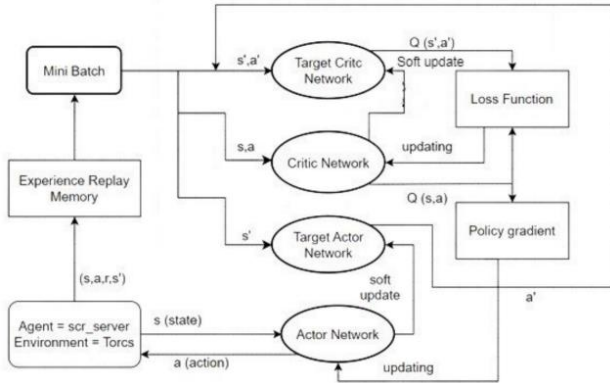 Mini Batch
s',a'
Target Critc
Network
Q (s',a')
Soft update
Loss Function
s,a
Critic Network
updating
Experience Replay
Memory
Q (s,a)
s'
Target Actor
Network
Policy gradient
(s,a,r,s')
soft
update
a'
Agent = scr_server
Environment = Torcs
s (state)
Actor Network
a (action)
updating